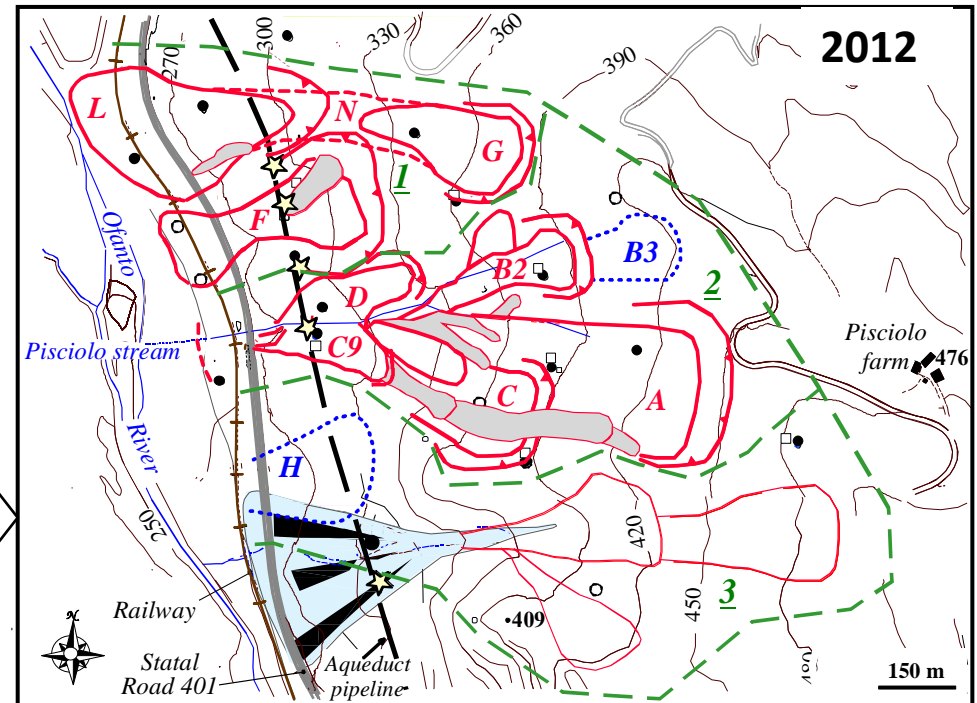 2012
270
300
330
360
390
L
N
G
1
F
B2
B3
2
D
Ofanto
Pisciolo stream
C9
C
A
Pisciolo
farm
476
H
River
250
420
450
3
409
Railway
Statal
Road 401
Aqueduct
pipeline
N
150 m